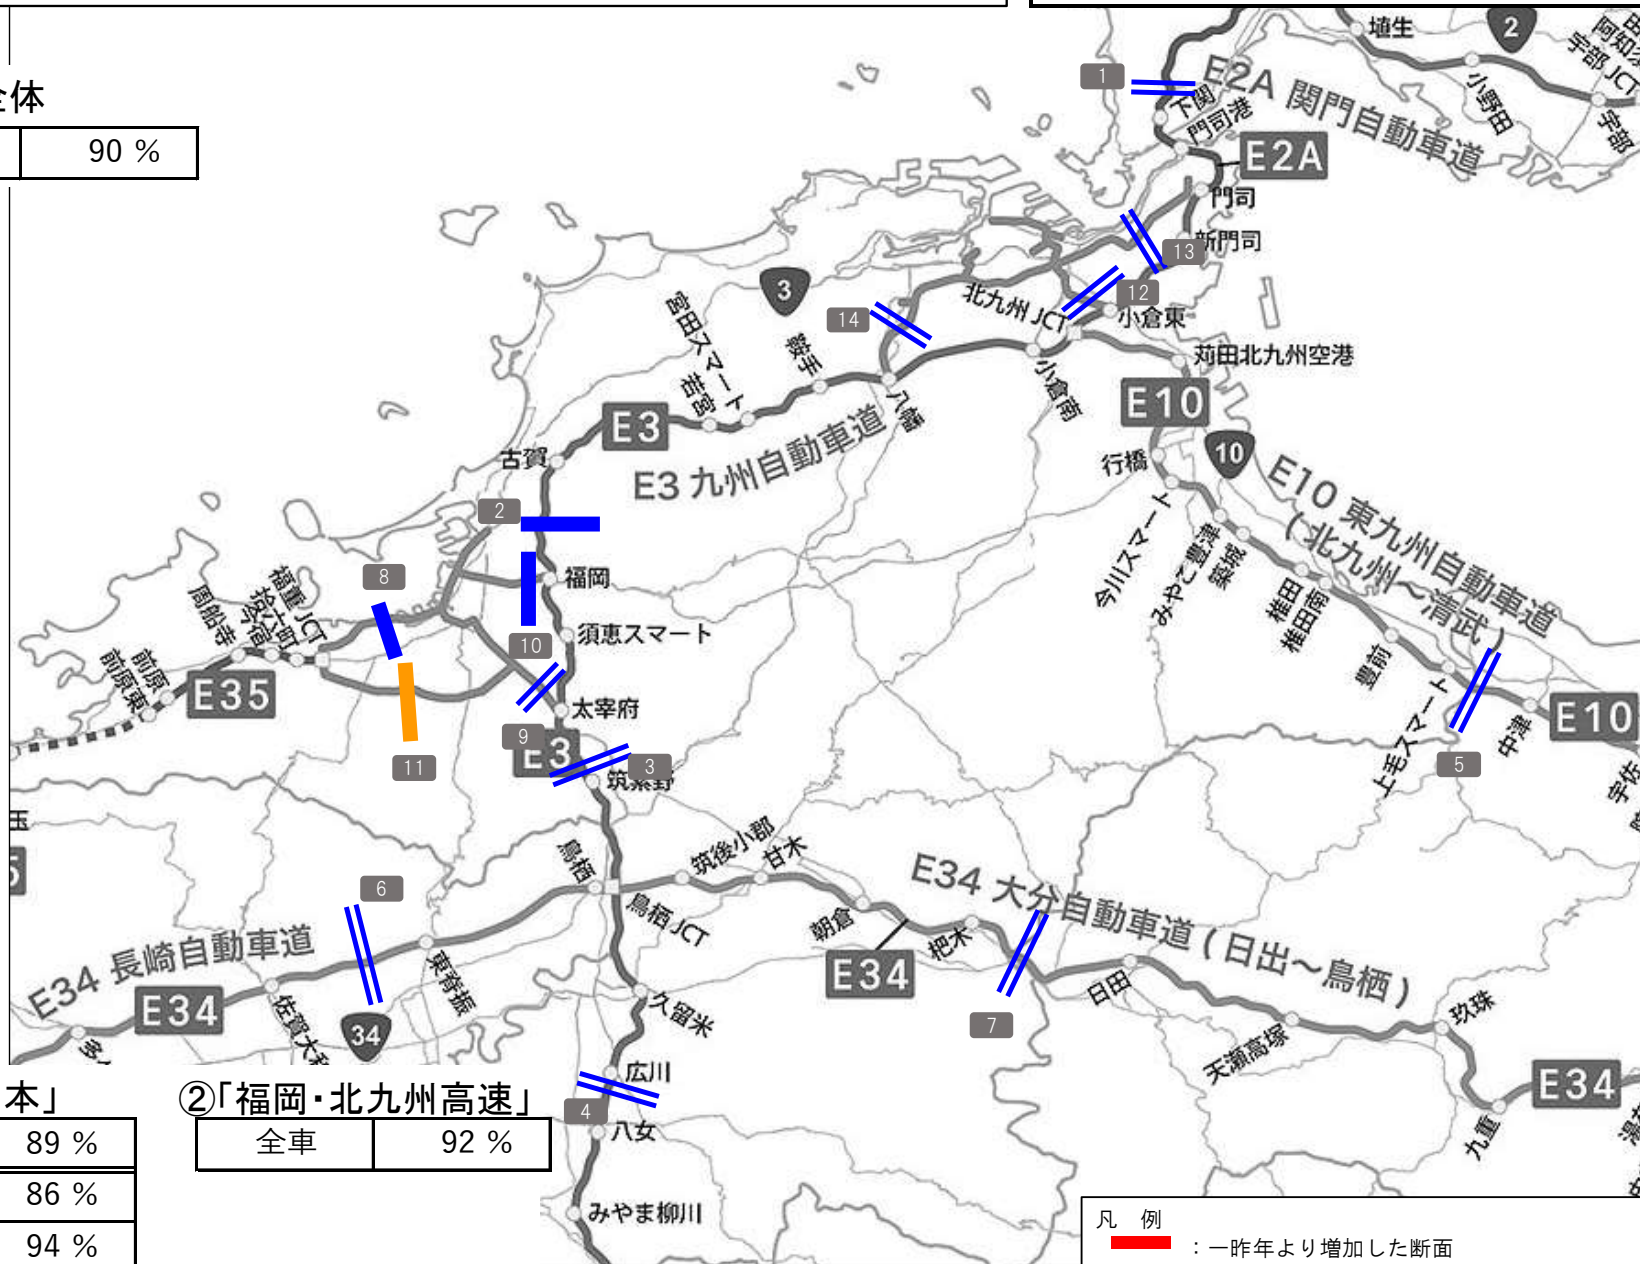 全体
90 %
1
E2A 関門自動車道
下関
門司港
E2A
門司
新門司
埴生
2
小野田
宇部 JCT
宇部
13
12
北九州 JCT
小倉東
苅田北九州空港
3
宮田スマート
若宮
鞍手
14
八幡
小倉南
E10
E3
E3 九州自動車道
古賀
行橋
10
E10 東九州自動車道
( 北九州～清武 )
今川スマート
みやこ豊津
築城
椎田
椎田南
豊前
上毛スマート
中津
E10
宇佐
5
2
福岡
8
福重 JCT
拾六町
今宿
周船寺
前原
前原東
E35
10
須恵スマート
太宰府
9
E3
3
筑紫野
11
6
鳥栖
鳥栖 JCT
筑後小郡
甘木
朝倉
杷木
E34 大分自動車道 ( 日出～鳥栖 )
E34
日田
7
天瀬高塚
玖珠
九重
E34
E34 長崎自動車道
E34
東脊振
佐賀大和
34
久留米
広川
4
八女
みやま柳川
本」
89 %
86 %
94 %
②「福岡・北九州高速」
全車
92 %
凡 例
：一昨年より増加した断面